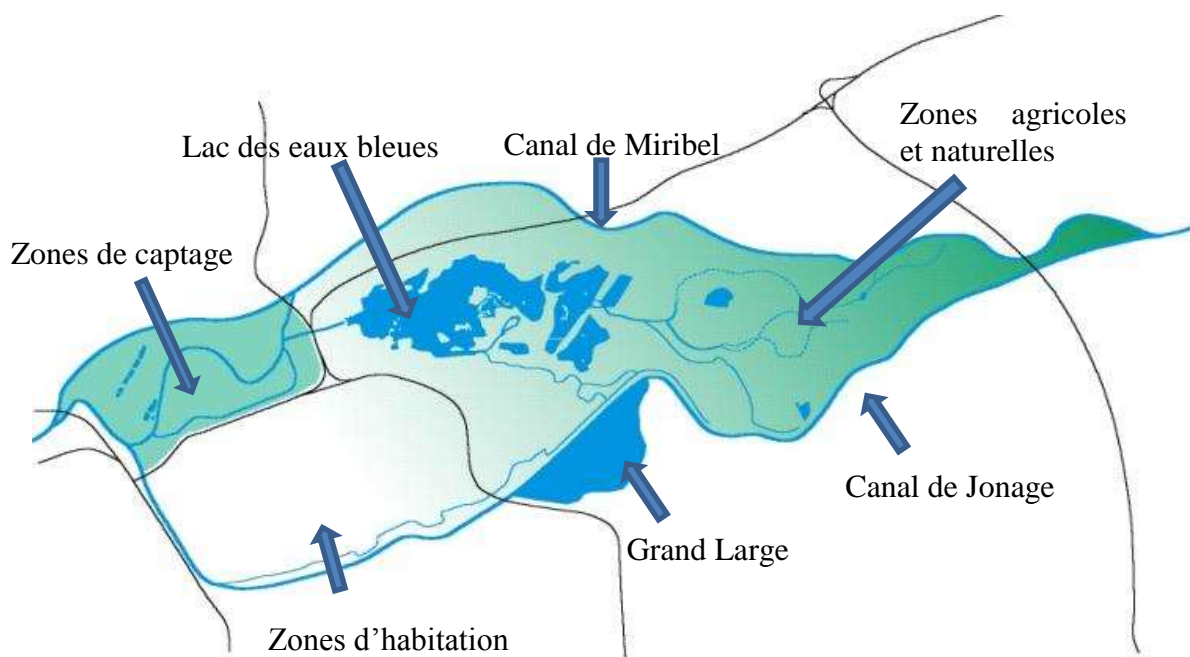 Zones agricoles
et naturelles
Lac des eaux bleues
Canal de Miribel
Zones de captage
Canal de Jonage
Grand Large
Zones d’habitation